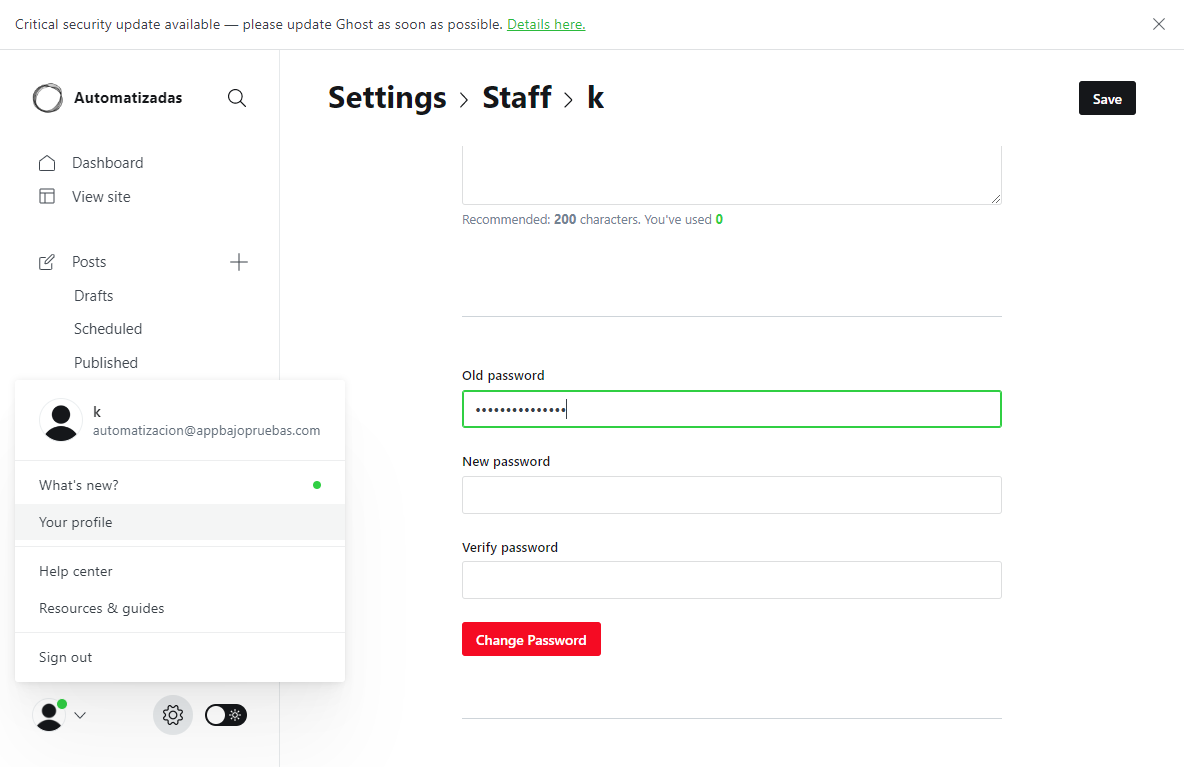 Critical security update available — please update Ghost as soon as possible. Details here.
Automatizadas
Dashboard
View site
Posts
Drafts
Scheduled
Published
k
automatizacion@appbajopruebas.com
What's new?
Your profile
Help center
Resources & guides
Sign out
Settings › Staff › k
Save
Recommended: 200 characters. You've used 0
Old password
•••••••••••••••
New password
Verify password
Change Password